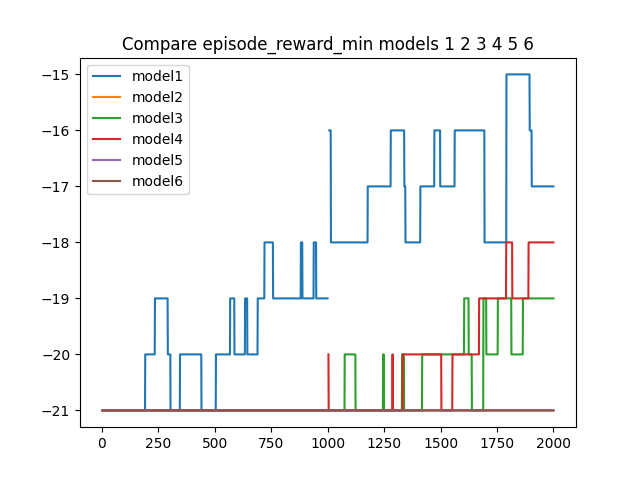 Compare episode_reward_min models 1 2 3 4 5 6
−15
−16
−17
−18
−19
−20
−21
model1
model2
model3
model4
model5
model6
0
250
500
750
1000
1250
1500
1750
2000